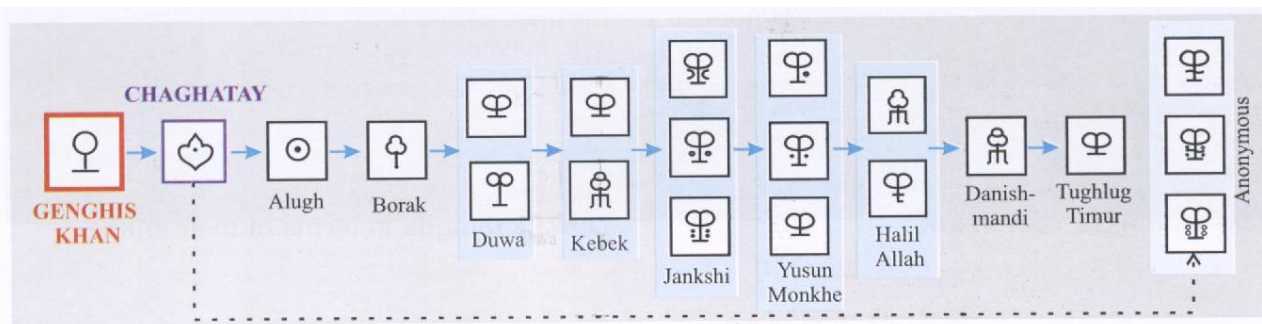 CHAGHATAY
GENGHIS
KHAN
Alugh
Borak
Duwa
Kebek
Jankshi
Yusun
Monkhe
Halil
Allah
Danish-
mandi
Tughlug
Timur
Anonymous